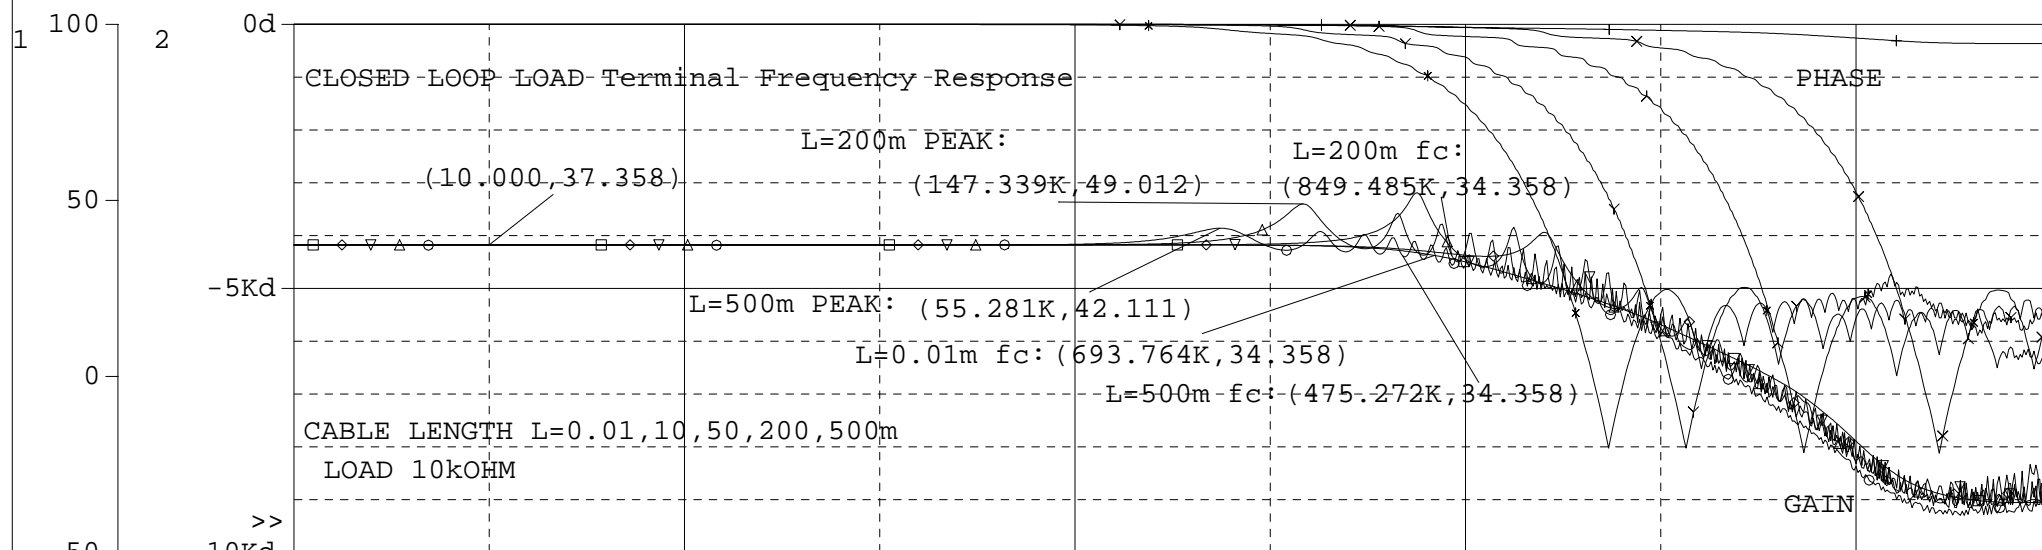 100
0d
1
2
CLOSED LOOP LOAD Terminal Frequency Response
PHASE
L=200m PEAK:
L=200m fc:
(10.000,37.358)
(147.339K,49.012)
(849.485K,34.358)
50
-5Kd
L=500m PEAK: (55.281K,42.111)
L=0.01m fc: (693.764K,34.358)
0
L=500m fc: (475.272K,34.358)
CABLE LENGTH L=0.01,10,50,200,500m
LOAD 10kOHM
GAIN
>>